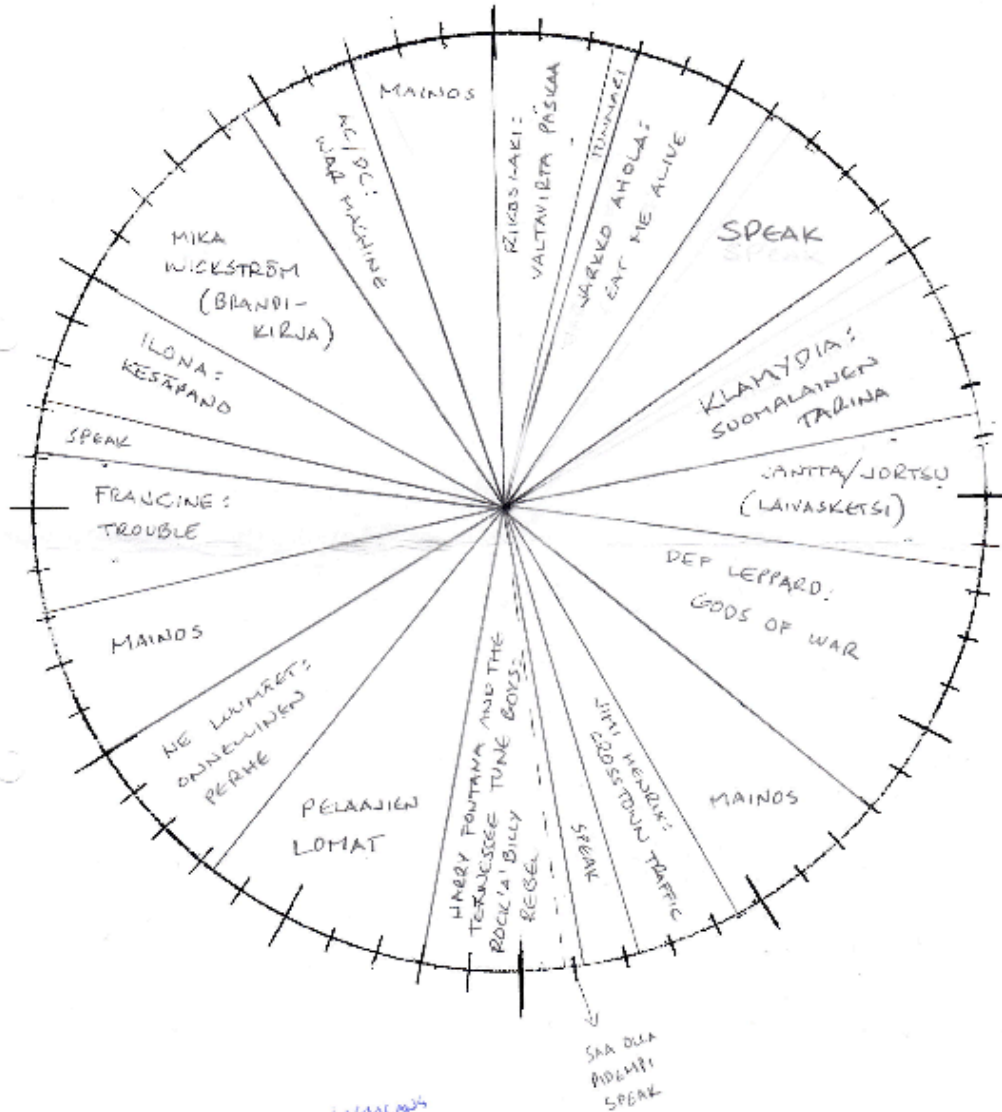 MAINOS
RIKOSLAKI:
VALTAVIRTA PASKAA
TUNNARI
JARKKO AHOLA:
EAT ME ALIVE
SPEAK
KLAMYDIA:
SUOMALAINEN
TARINA
JANTTA/JORTSU
(LAIVASKETSI)
DEF LEPPARD:
GODS OF WAR
MAINOS
JIMI HENRIX:
CROSSTOWN TRAFFIC
SPEAK
SAA OLLA
PIDEMPI
SPEAK
HARRY FONTANA AND THE
TENNESSEE TUNE BOYS:
ROCK'A'BILLY
REBEL
PELAAJIEN
LOMAT
NE LUUMÄET:
ONNELLINEN
PERHE
MAINOS
FRANCINE:
TROUBLE
SPEAK
ILONA:
KESÄPANO
MIKA
WICKSTRÖM
(BRANDI-
KIRJA)
AC/DC:
WAR MACHINE